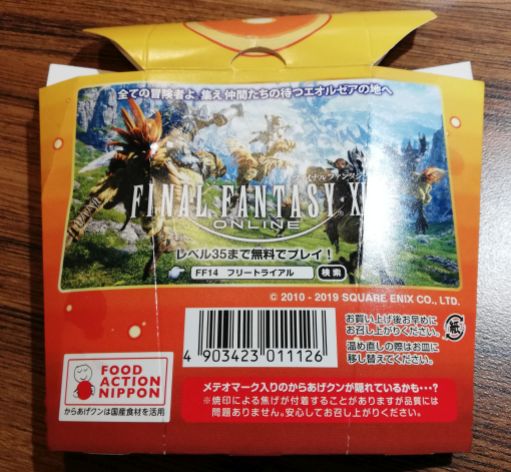 全ての冒険者よ 集え 仲間たちの待つエオルゼアの地へ
FINAL FANTASY X
ONLINE
レベル35まで無料でプレイ！
FF14 フリートライアル 検索
© 2010 - 2019 SQUARE ENIX CO., LTD.
お買い上げ後お早めに
お召し上がりください。
温め直しの際はお皿に
移し替えてください。
紙
4 903423 011126
FOOD
ACTION
NIPPON
からあげクンは国産食材を活用
メテオマーク入りのからあげクンが隠れているかも・・・?
※焼印による焦げが付着することがありますが品質には
問題ありません。安心してお召し上がりください。